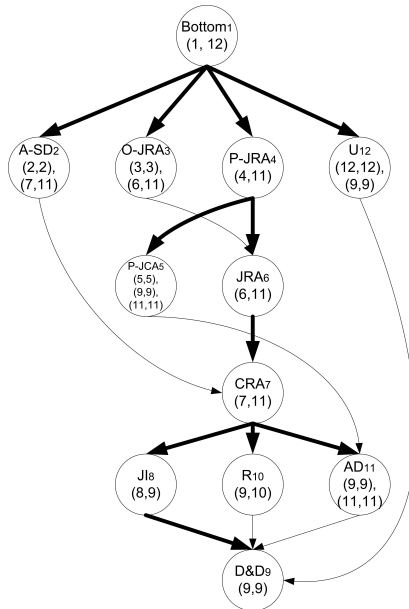 Bottom1
(1, 12)
A-SD2
(2,2),
(7,11)
O-JRA3
(3,3),
(6,11)
P-JRA4
(4,11)
U12
(12,12),
(9,9)
P-JCA5
(5,5),
(9,9),
(11,11)
JRA6
(6,11)
CRA7
(7,11)
JI8
(8,9)
R10
(9,10)
AD11
(9,9),
(11,11)
D&D9
(9,9)